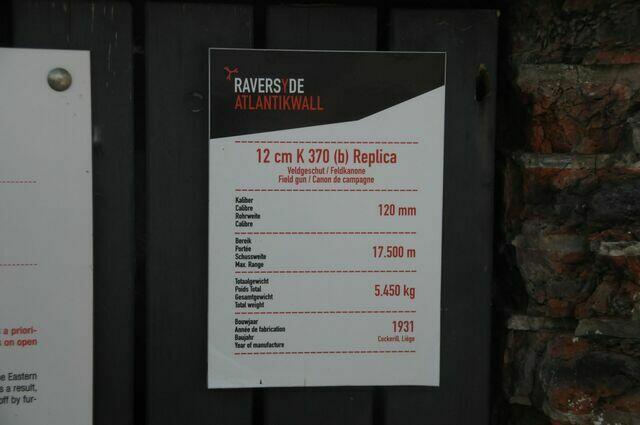 RAVERSYDE
ATLANTIKWALL
12 cm K 370 (b) Replica
Veldgeschut / Feldkanone
Field gun / Canon de campagne
Kaliber
Calibre
Rohrweite
Calibre
120 mm
Bereik
Portée
Schussweite
Max. Range
17.500 m
Totaalgewicht
Poids Total
Gesamtgewicht
Total weight
5.450 kg
Bouwjaar
Année de fabrication
Baujahr
Year of manufacture
1931
Cockerill, Liège
a priori-
s on open
e Eastern
s a result,
off by fur-